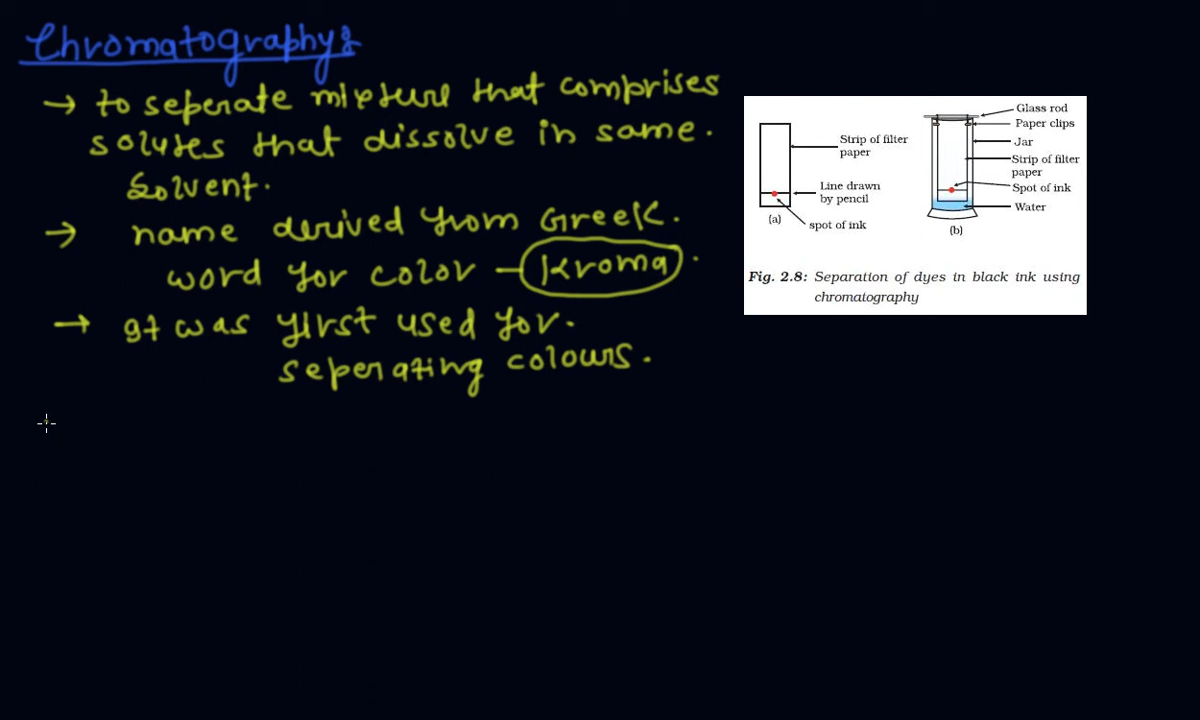 Chromatography:
→ to seperate mixture that comprises
solutes that dissolve in same.
Solvent.
→ name derived from Greek.
word for color – Kroma.
→ It was first used for.
seperating colours.
Strip of filter
paper
Line drawn
by pencil
spot of ink
(a)
Glass rod
Paper clips
Jar
Strip of filter
paper
Spot of ink
Water
(b)
Fig. 2.8: Separation of dyes in black ink using
chromatography